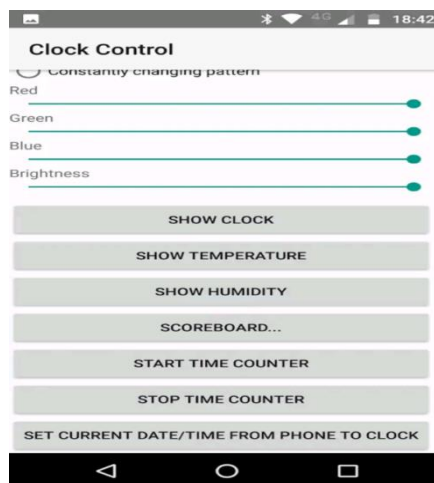 4G 18:42
Clock Control
Constantly changing pattern
Red
Green
Blue
Brightness
SHOW CLOCK
SHOW TEMPERATURE
SHOW HUMIDITY
SCOREBOARD...
START TIME COUNTER
STOP TIME COUNTER
SET CURRENT DATE/TIME FROM PHONE TO CLOCK